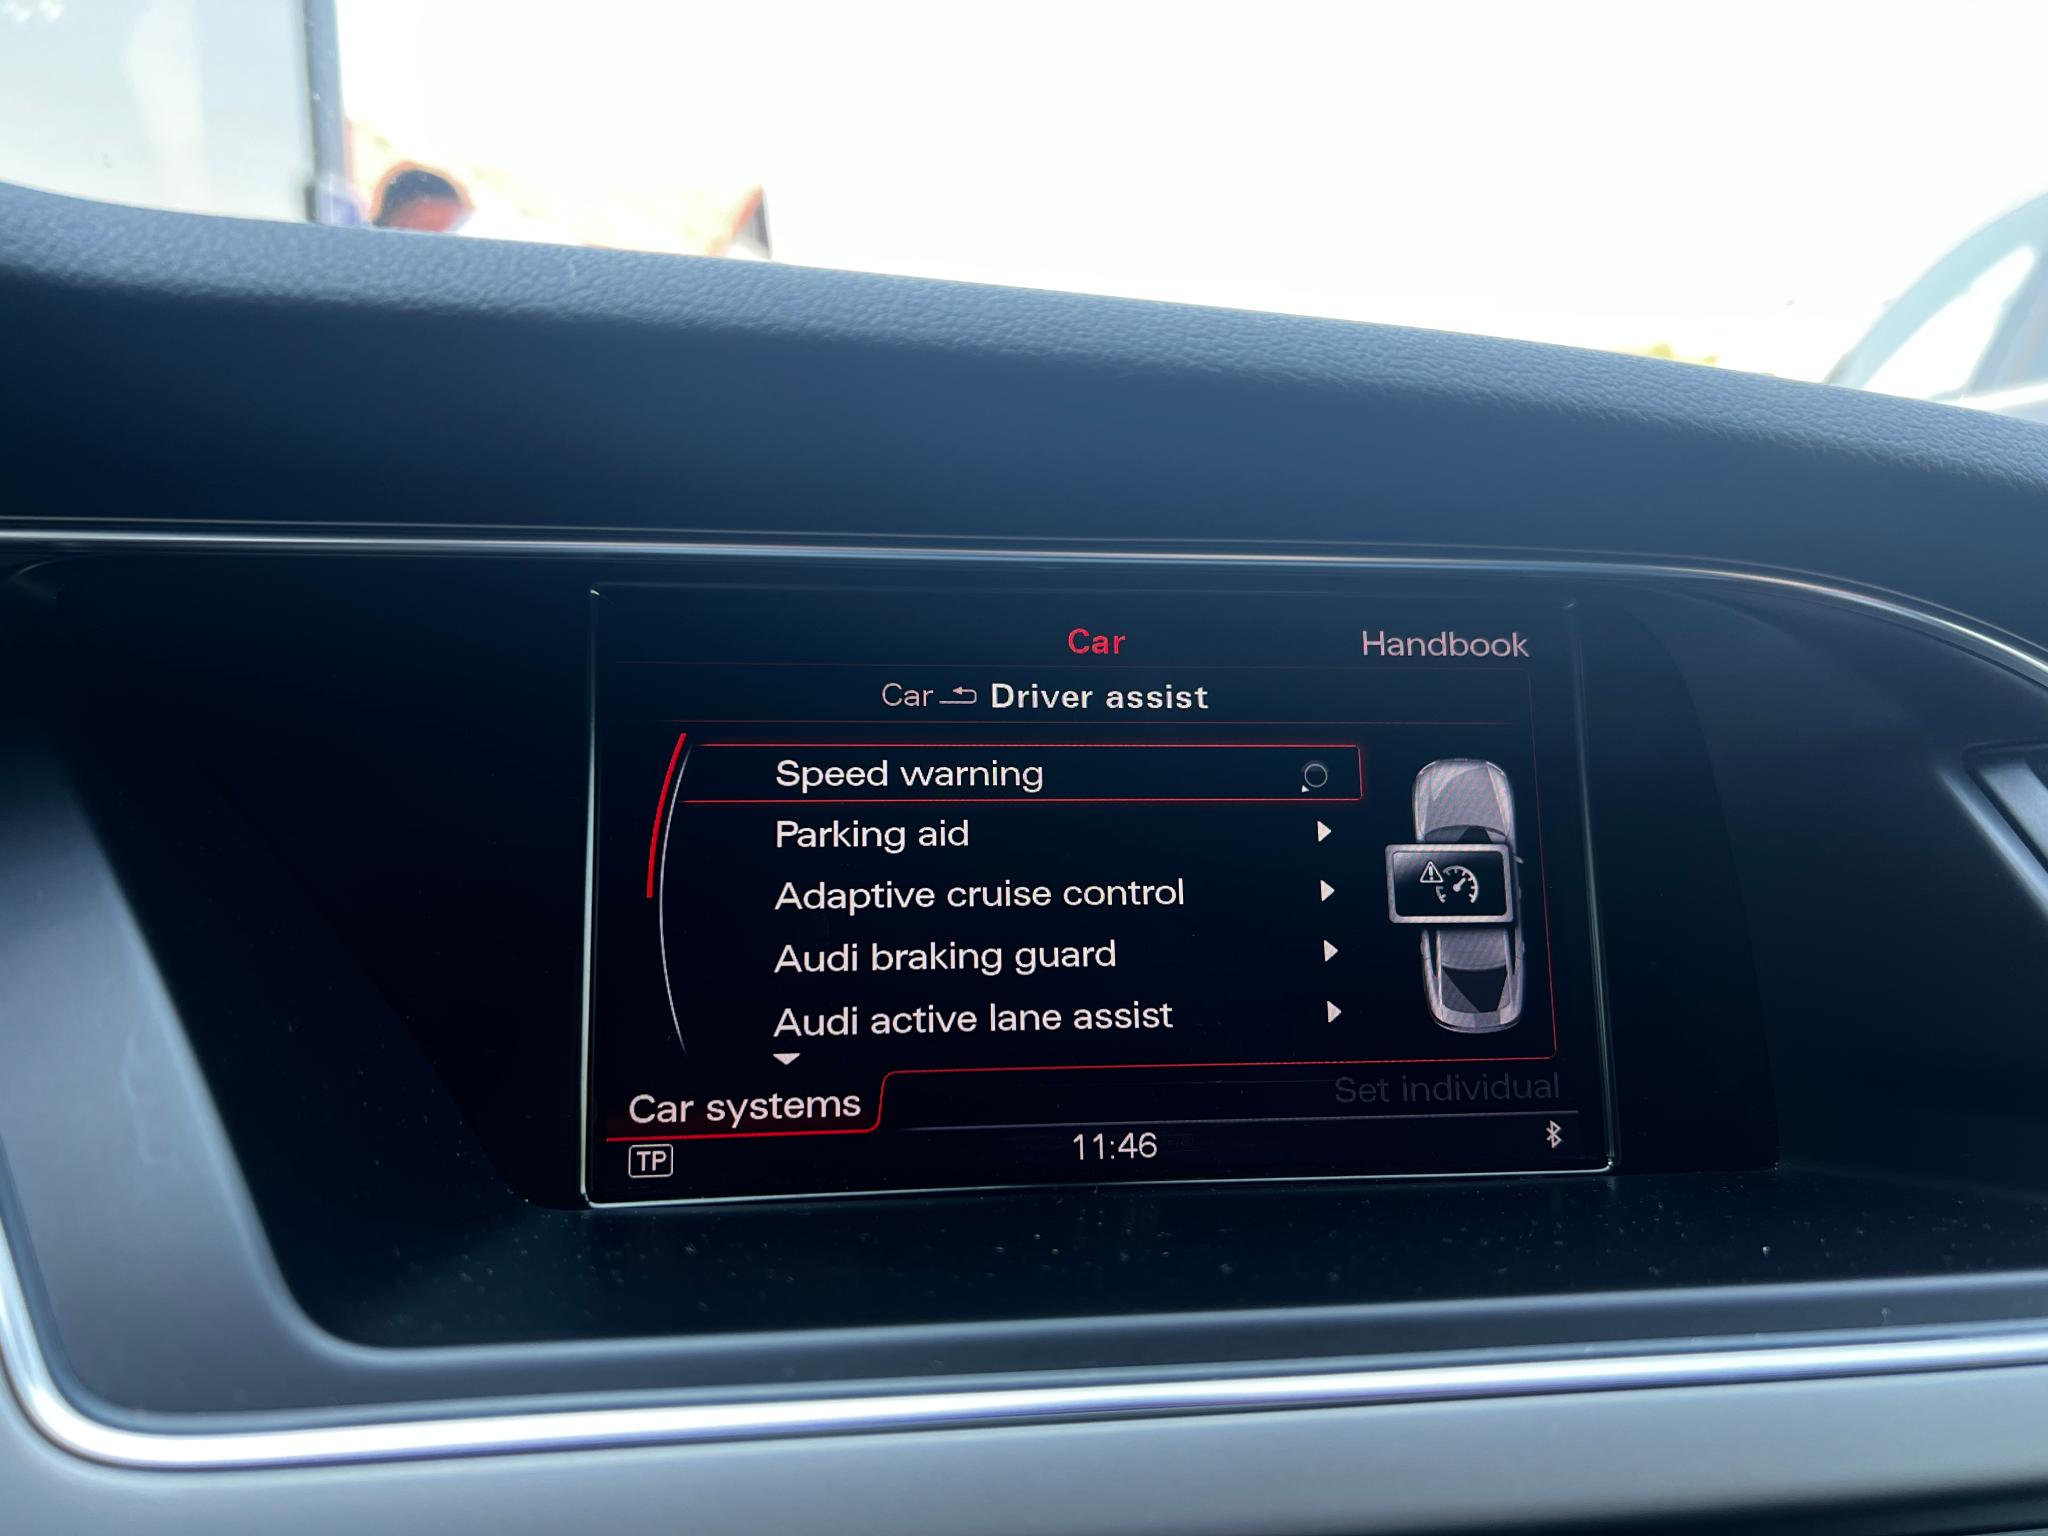 Car Handbook
Car Driver assist
Speed warning
Parking aid
Adaptive cruise control
Audi braking guard
Audi active lane assist
Car systems Set individual
TP 11:46